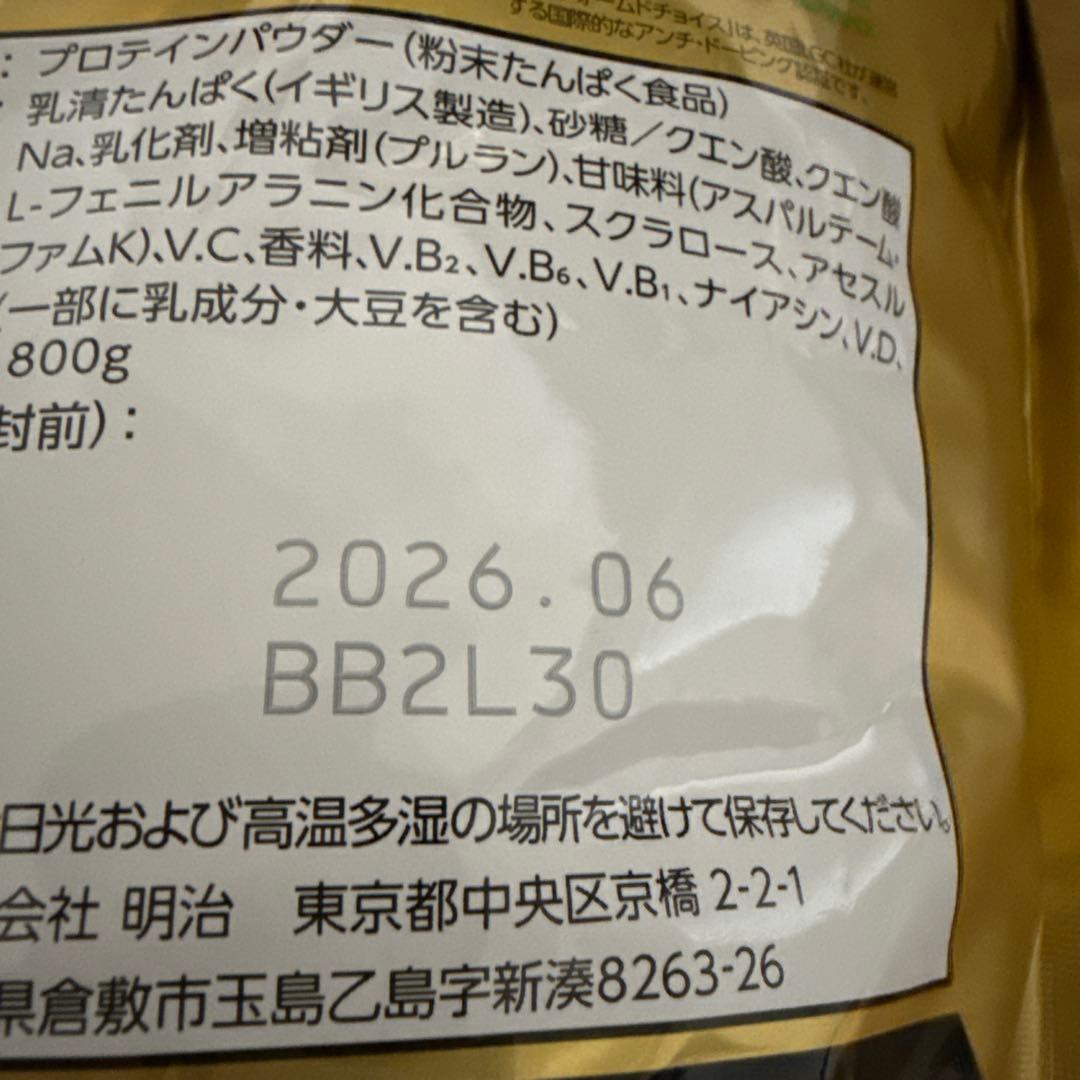 ォームドチョイス」は、英国LGC社が運営
する国際的なアンチ・ドーピング認証です。
: プロテインパウダー(粉末たんぱく食品)
乳清たんぱく(イギリス製造)、砂糖/クエン酸、クエン酸
Na、乳化剤、増粘剤(プルラン)、甘味料(アスパルテーム・
L-フェニルアラニン化合物、スクラロース、アセスル
ファムK)、V.C、香料、V.B₂、V.B₆、V.B₁、ナイアシン、V.D、
(一部に乳成分・大豆を含む)
800g
封前):
2026.06
BB2L30
日光および高温多湿の場所を避けて保存してください。
会社 明治 東京都中央区京橋 2-2-1
県倉敷市玉島乙島字新湊8263-26